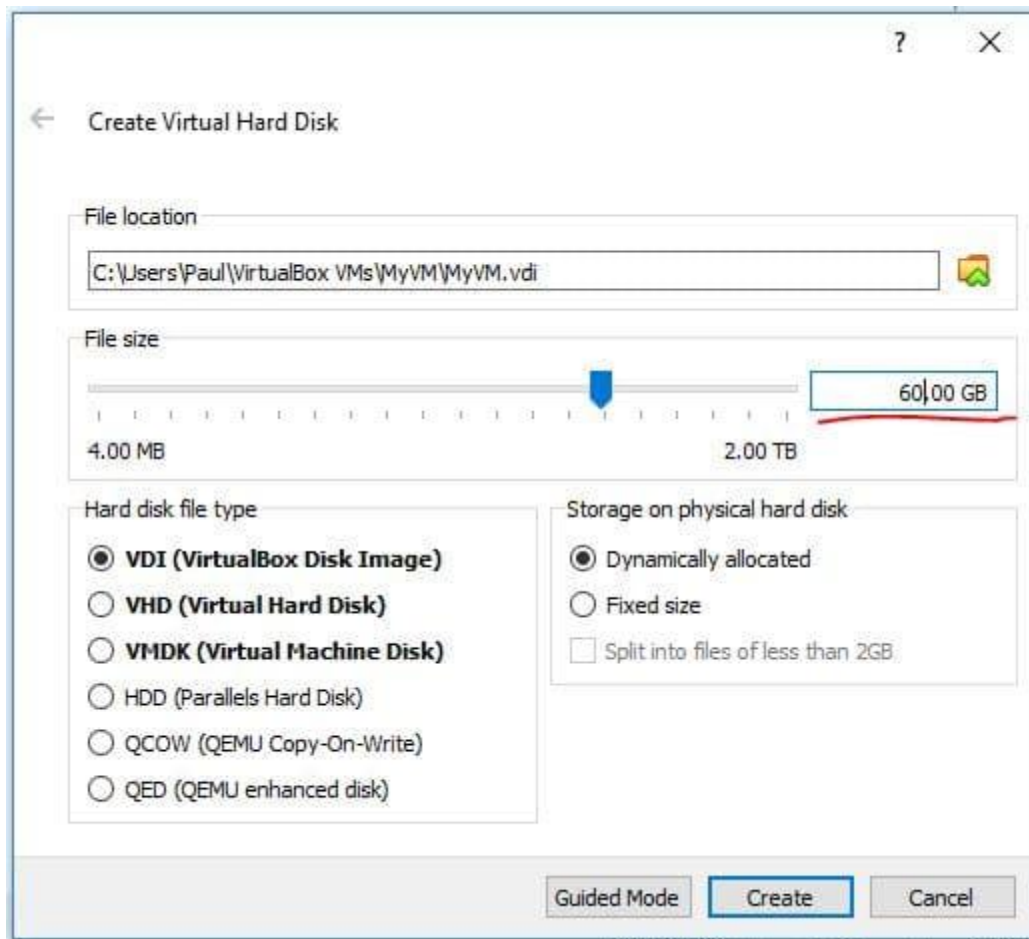 ?
Create Virtual Hard Disk
File location
C:\Users\Paul\VirtualBox VMs\MyVM\MyVM.vdi
File size
60.00 GB
4.00 MB
2.00 TB
Hard disk file type
VDI (VirtualBox Disk Image)
VHD (Virtual Hard Disk)
VMDK (Virtual Machine Disk)
HDD (Parallels Hard Disk)
QCOW (QEMU Copy-On-Write)
QED (QEMU enhanced disk)
Storage on physical hard disk
Dynamically allocated
Fixed size
Split into files of less than 2GB
Guided Mode
Create
Cancel